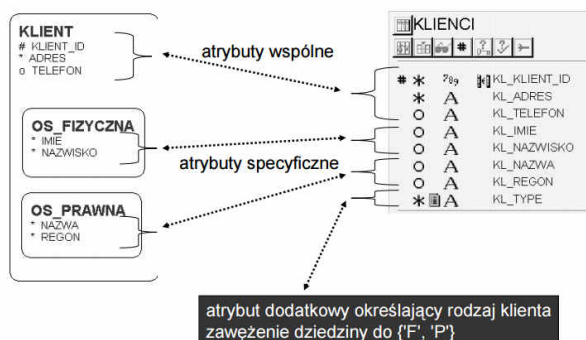 KLIENT
# KLIENT_ID
* ADRES
o TELEFON
OS_FIZYCZNA
* IMIE
* NAZWISKO
OS_PRAWNA
* NAZWA
* REGON
atrybuty wspólne
atrybuty specyficzne
KLIENCI
# * 789 KL_KLIENT_ID
* A KL_ADRES
O A KL_TELEFON
O A KL_IMIE
O A KL_NAZWISKO
O A KL_NAZWA
O A KL_REGON
* A KL_TYPE
atrybut dodatkowy określający rodzaj klienta
zawężenie dziedziny do {'F', 'P'}